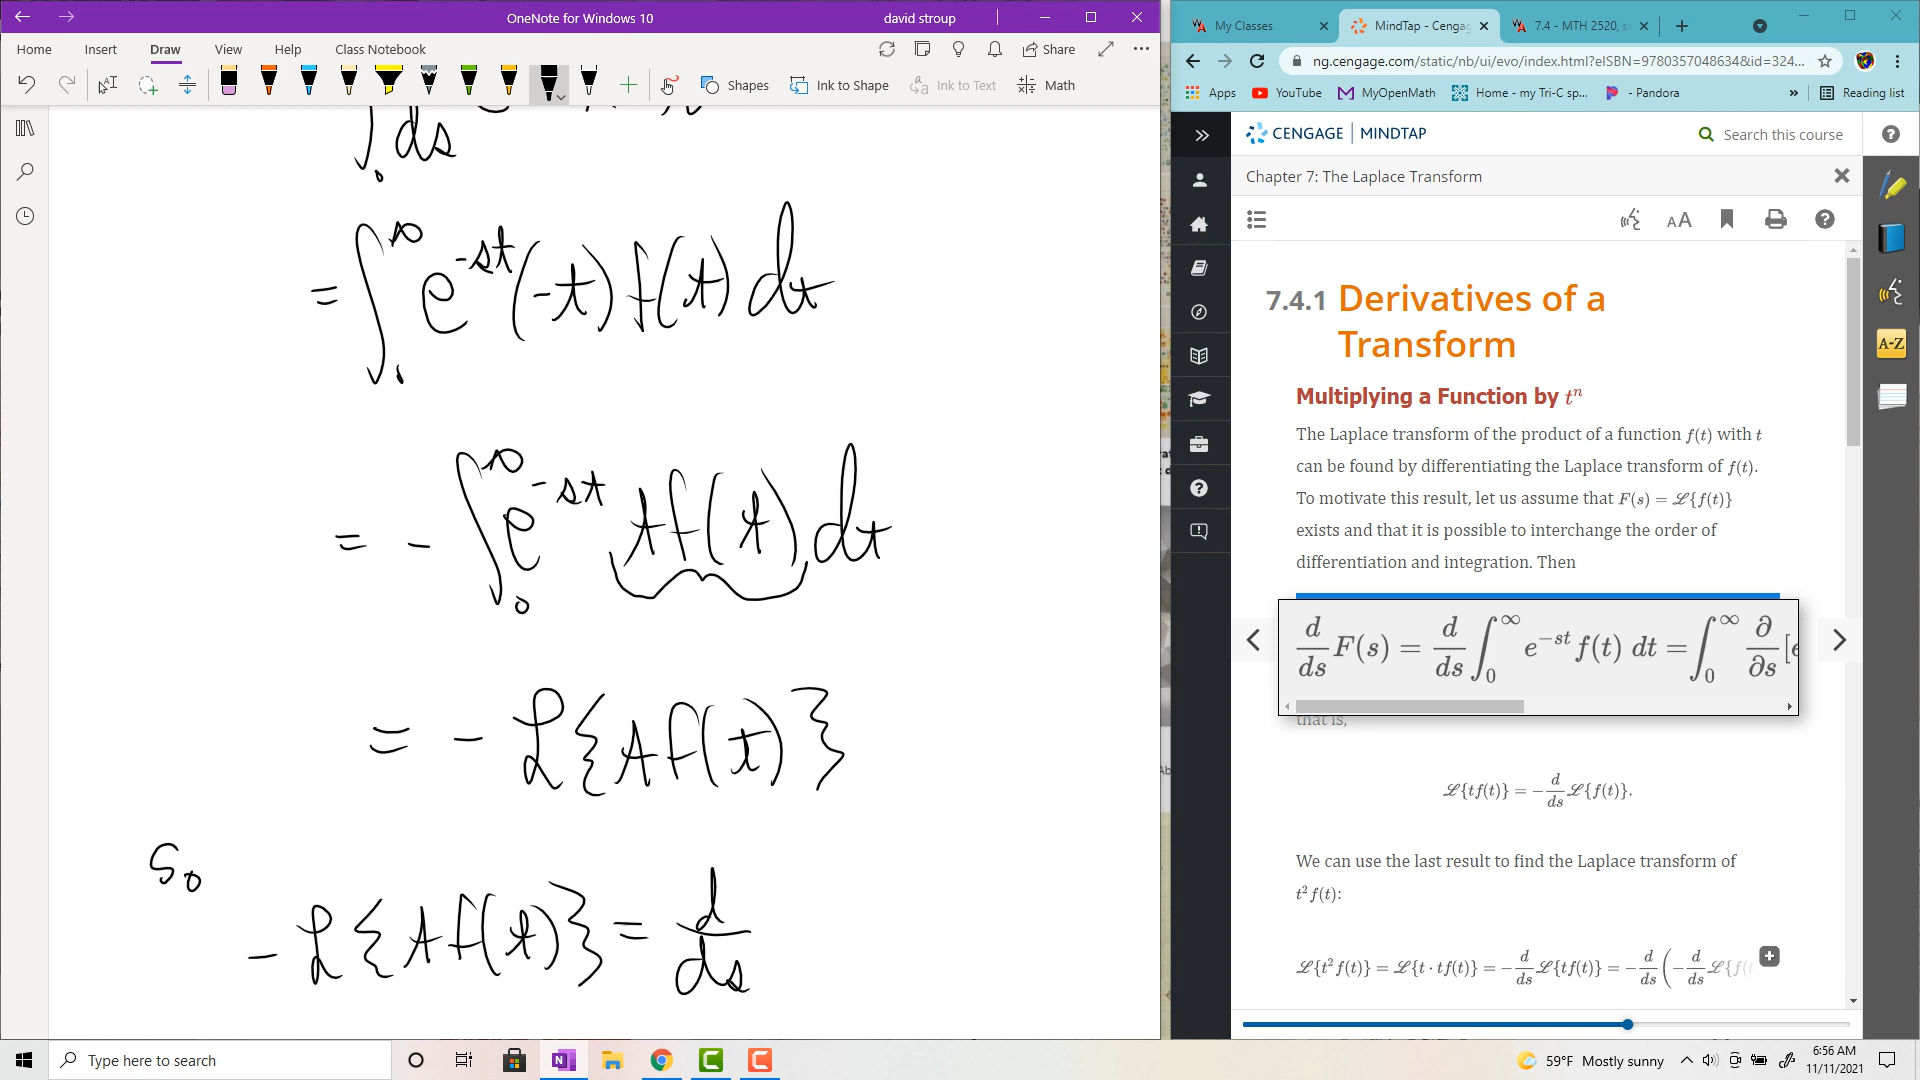 OneNote for Windows 10
david stroup
Home Insert Draw View Help Class Notebook
Share
Shapes Ink to Shape Ink to Text Math
∫₀ ds
= ∫₀^∞ e^{-st} (-t) f(t) dt
= - ∫₀^∞ e^{-st} t f(t) dt
= - ℒ{t f(t)}
So
- ℒ{t f(t)} = d/ds
My Classes
MindTap - Cengag
7.4 - MTH 2520, s
ng.cengage.com/static/nb/ui/evo/index.html?eISBN=9780357048634&id=324...
Apps YouTube MyOpenMath Home - my Tri-C sp... - Pandora » Reading list
CENGAGE | MINDTAP
Search this course
Chapter 7: The Laplace Transform
AA
A-Z
7.4.1 Derivatives of a
Transform
Multiplying a Function by tⁿ
The Laplace transform of the product of a function f(t) with t
can be found by differentiating the Laplace transform of f(t).
To motivate this result, let us assume that F(s) = ℒ{f(t)}
exists and that it is possible to interchange the order of
differentiation and integration. Then
d/ds F(s) = d/ds ∫₀^∞ e^{-st} f(t) dt = ∫₀^∞ ∂/∂s [e
that is,
ℒ{tf(t)} = -d/ds ℒ{f(t)}.
We can use the last result to find the Laplace transform of
t²f(t):
ℒ{t²f(t)} = ℒ{t · tf(t)} = -d/ds ℒ{tf(t)} = -d/ds (-d/ds ℒ{f(t
Type here to search
59°F Mostly sunny
6:56 AM
11/11/2021